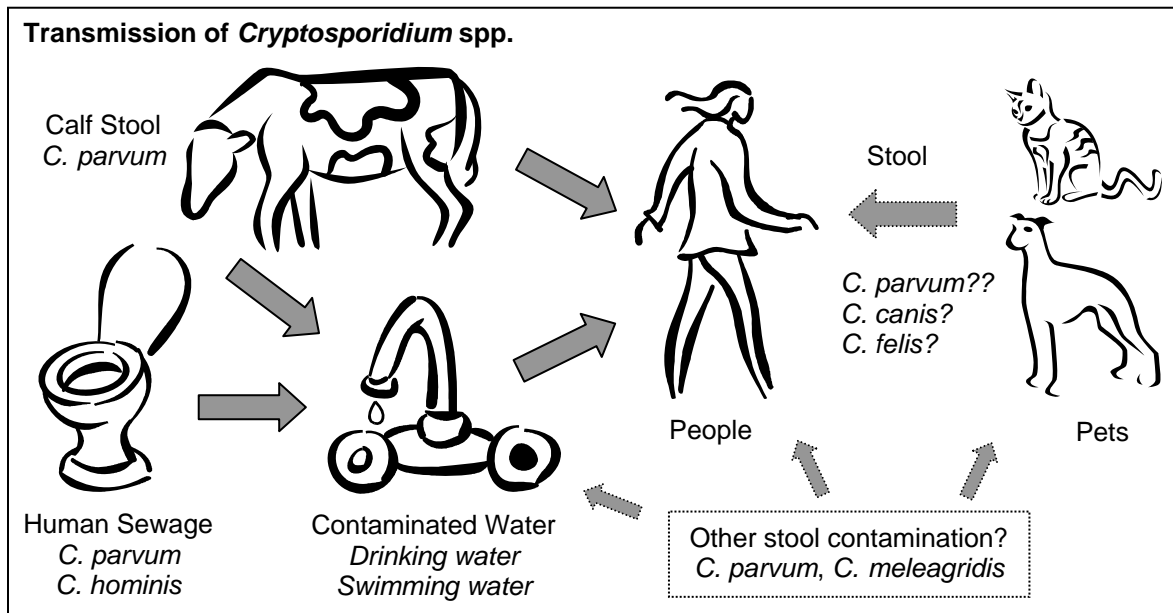 Transmission of Cryptosporidium spp.
Calf Stool
C. parvum
Stool
C. parvum??
C. canis?
C. felis?
People
Pets
Human Sewage
C. parvum
C. hominis
Contaminated Water
Drinking water
Swimming water
Other stool contamination?
C. parvum, C. meleagridis